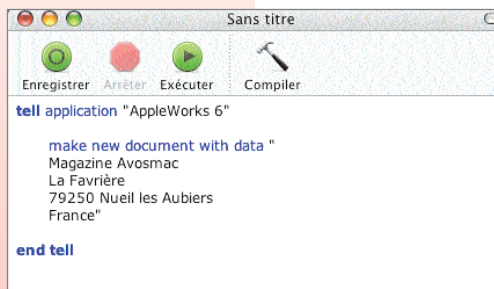 Sans titre
Enregistrer Arrêter Exécuter Compiler
tell application "AppleWorks 6"
make new document with data "
Magazine Avosmac
La Favrière
79250 Nueil les Aubiers
France"
end tell